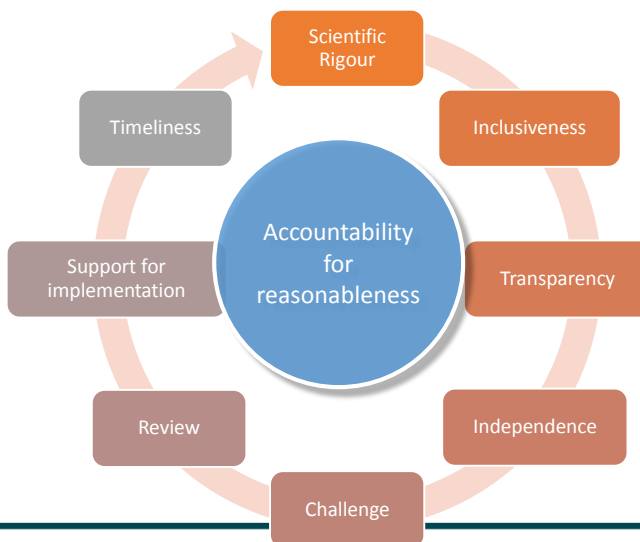 Scientific
Rigour
Timeliness
Inclusiveness
Accountability
for
reasonableness
Support for
implementation
Transparency
Review
Independence
Challenge